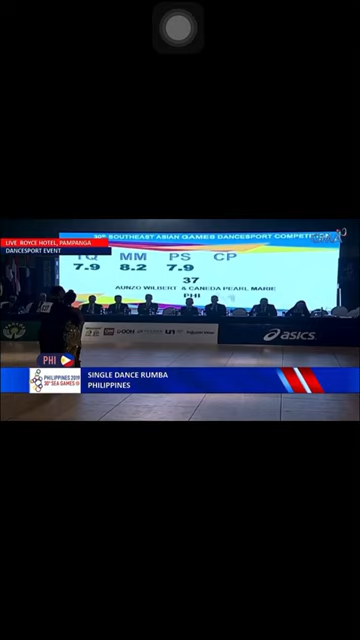 LIVE ROYCE HOTEL, PAMPANGA
DANCESPORT EVENT
30th SOUTHEAST ASIAN GAMES DANCESPORT COMPETITION
TQ MM PS CP
7.9 8.2 7.9
37
AUNZO WILBERT & CANEDA PEARL MARIE
PHI
asics
PHI
PHILIPPINES 2019
30th SEA GAMES
SINGLE DANCE RUMBA
PHILIPPINES